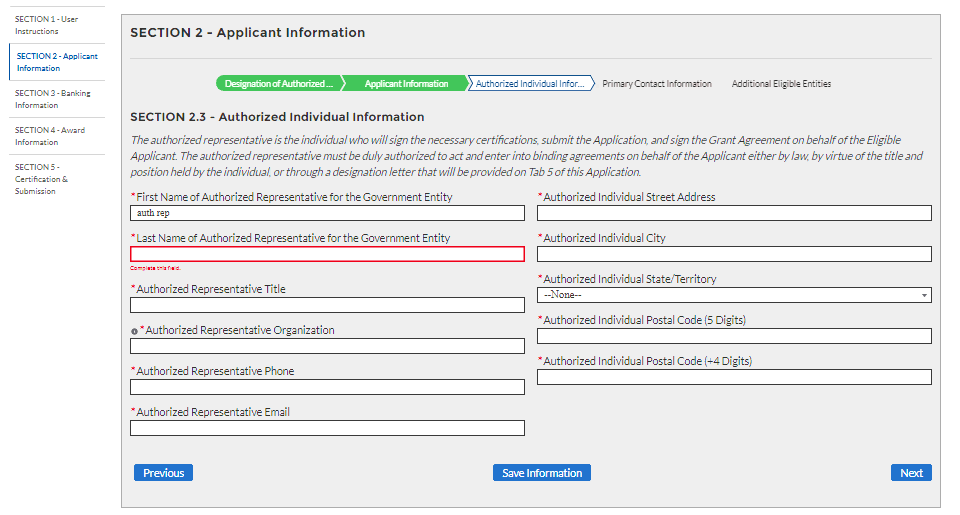 SECTION 1 - User
Instructions
SECTION 2 - Applicant
Information
SECTION 3 - Banking
Information
SECTION 4 - Award
Information
SECTION 5 -
Certification &
Submission
SECTION 2 - Applicant Information
Designation of Authorized ...
Applicant Information
Authorized Individual Infor...
Primary Contact Information
Additional Eligible Entities
SECTION 2.3 - Authorized Individual Information
The authorized representative is the individual who will sign the necessary certifications, submit the Application, and sign the Grant Agreement on behalf of the Eligible
Applicant. The authorized representative must be duly authorized to act and enter into binding agreements on behalf of the Applicant either by law, by virtue of the title and
position held by the individual, or through a designation letter that will be provided on Tab 5 of this Application.
*First Name of Authorized Representative for the Government Entity
auth rep
*Last Name of Authorized Representative for the Government Entity
Complete this field.
*Authorized Representative Title
*Authorized Representative Organization
*Authorized Representative Phone
*Authorized Representative Email
*Authorized Individual Street Address
*Authorized Individual City
*Authorized Individual State/Territory
--None--
*Authorized Individual Postal Code (5 Digits)
*Authorized Individual Postal Code (+4 Digits)
Previous
Save Information
Next